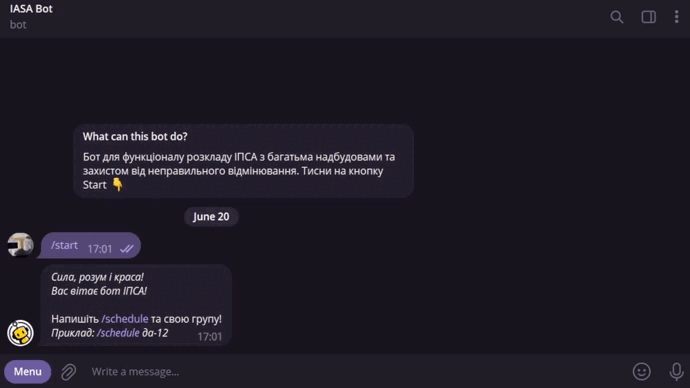 IASA Bot
bot
What can this bot do?
Бот для функціоналу розкладу ІПСА з багатьма надбудовами та
захистом від неправильного відмінювання. Тисни на кнопку
Start 👇
June 20
/start 17:01
Сила, розум і краса!
Вас вітає бот ІПСА!
Напишіть /schedule та свою групу!
Приклад: /schedule да-12
17:01
Menu
Write a message...